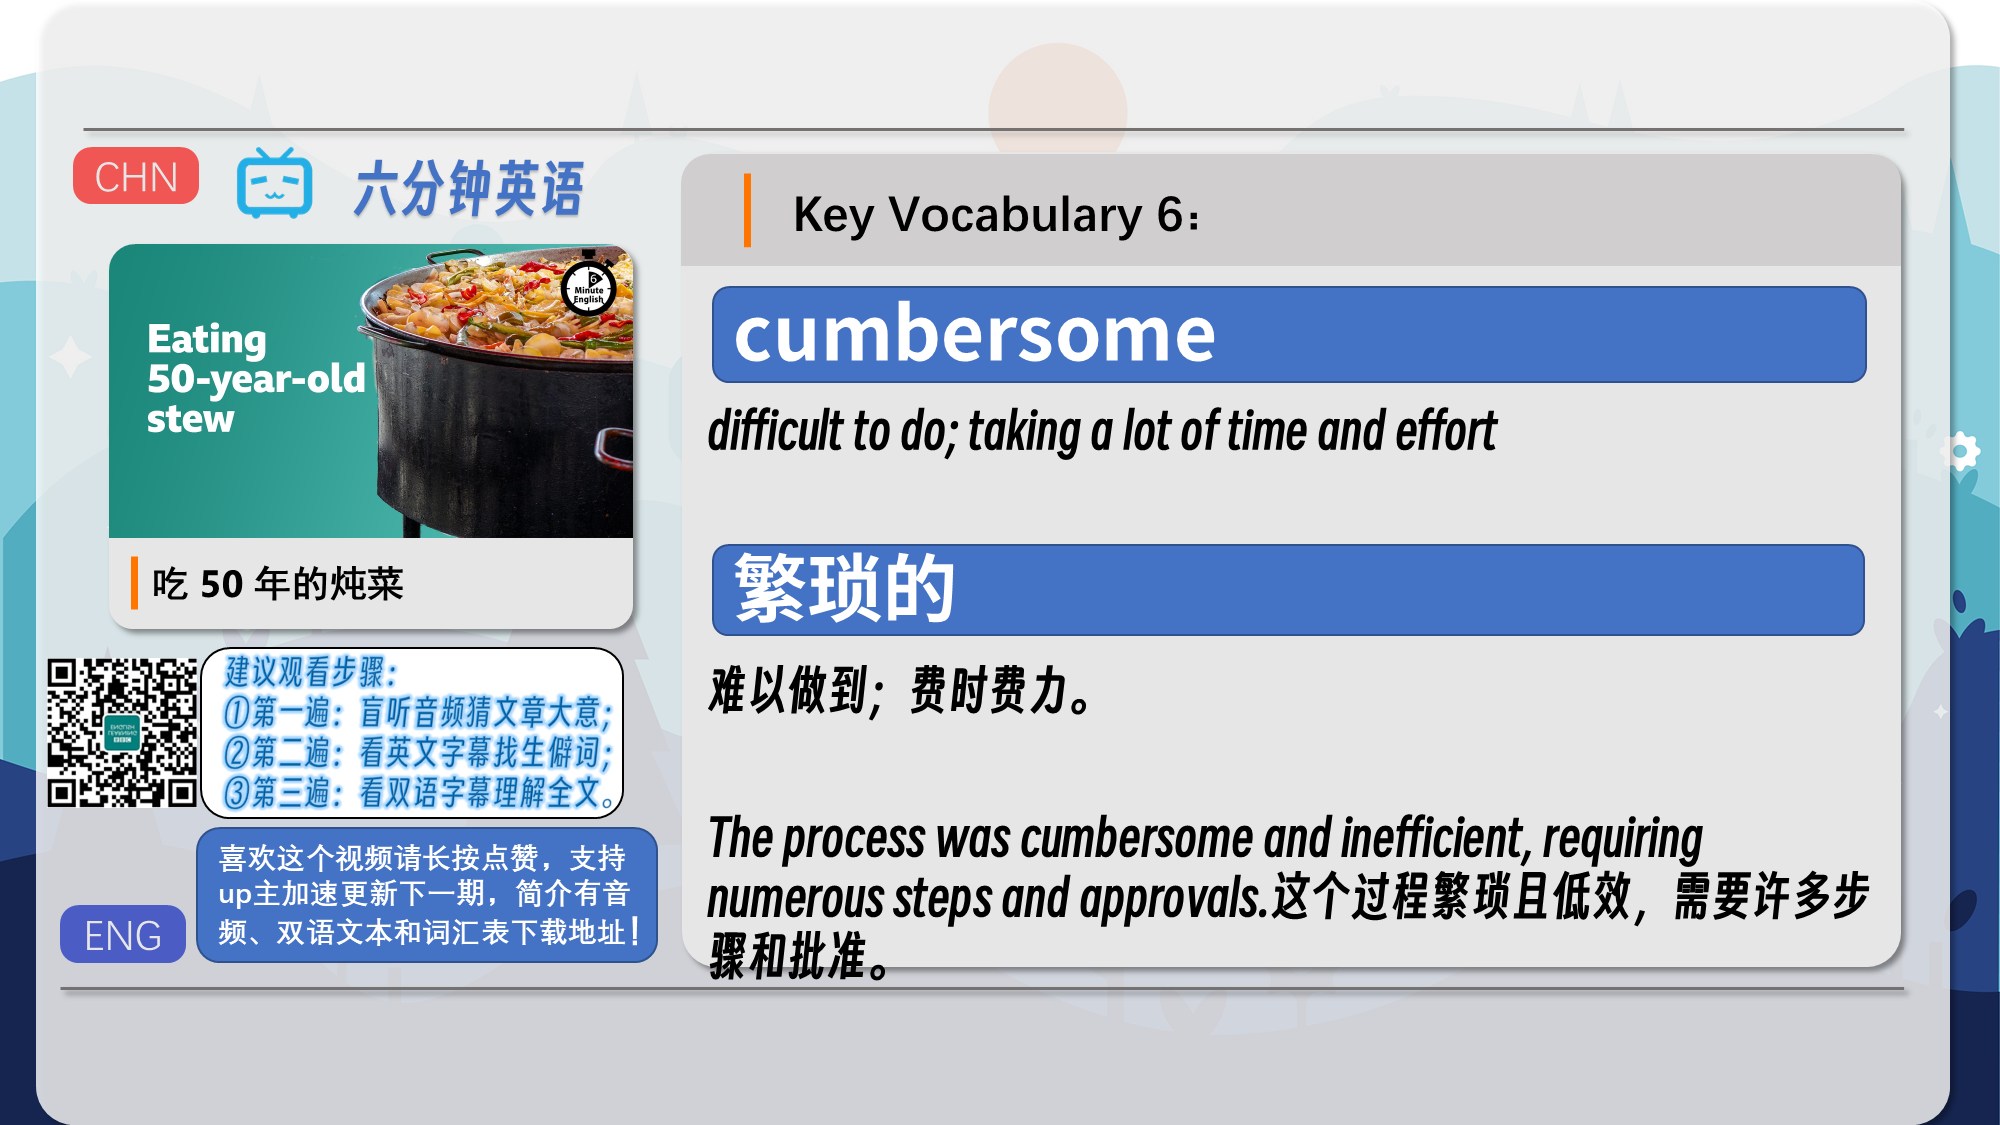 CHN
六分钟英语
6
Minute
English
Eating
50-year-old
stew
吃 50 年的炖菜
建议观看步骤：
①第一遍：盲听音频猜文章大意；
②第二遍：看英文字幕找生僻词；
③第三遍：看双语字幕理解全文。
喜欢这个视频请长按点赞，支持
up主加速更新下一期，简介有音
频、双语文本和词汇表下载地址！
ENG
Key Vocabulary 6：
cumbersome
difficult to do; taking a lot of time and effort
繁琐的
难以做到；费时费力。
The process was cumbersome and inefficient, requiring
numerous steps and approvals.这个过程繁琐且低效，需要许多步
骤和批准。